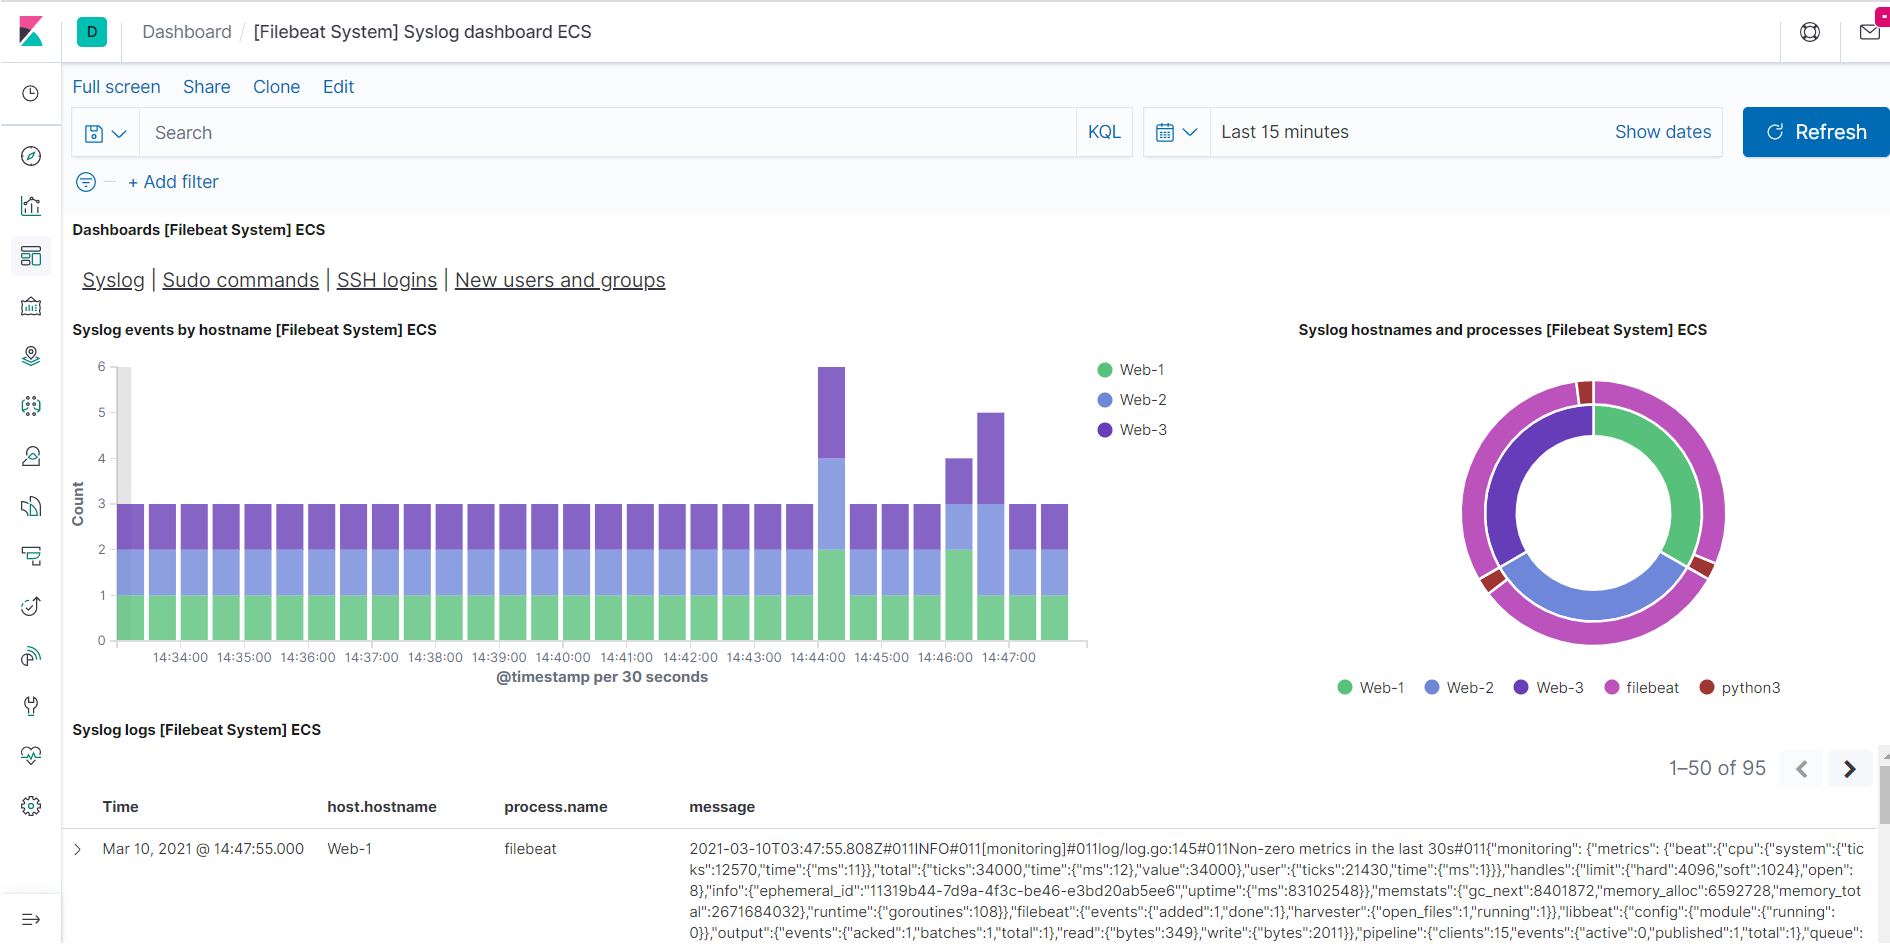 D
Dashboard / [Filebeat System] Syslog dashboard ECS
Full screen Share Clone Edit
Search KQL Last 15 minutes Show dates Refresh
+ Add filter
Dashboards [Filebeat System] ECS
Syslog | Sudo commands | SSH logins | New users and groups
Syslog events by hostname [Filebeat System] ECS
6
5
4
3
2
1
0
Count
14:34:00 14:35:00 14:36:00 14:37:00 14:38:00 14:39:00 14:40:00 14:41:00 14:42:00 14:43:00 14:44:00 14:45:00 14:46:00 14:47:00
@timestamp per 30 seconds
Web-1
Web-2
Web-3
Syslog hostnames and processes [Filebeat System] ECS
Web-1 Web-2 Web-3 filebeat python3
Syslog logs [Filebeat System] ECS
1–50 of 95
Time host.hostname process.name message
Mar 10, 2021 @ 14:47:55.000 Web-1 filebeat 2021-03-10T03:47:55.808Z#011INFO#011[monitoring]#011log/log.go:145#011Non-zero metrics in the last 30s#011{"monitoring": {"metrics": {"beat":{"cpu":{"system":{"tic
ks":12570,"time":{"ms":11}},"total":{"ticks":34000,"time":{"ms":12},"value":34000},"user":{"ticks":21430,"time":{"ms":1}}},"handles":{"limit":{"hard":4096,"soft":1024},"open":
8},"info":{"ephemeral_id":"11319b44-7d9a-4f3c-be46-e3bd20ab5ee6","uptime":{"ms":83102548}},"memstats":{"gc_next":8401872,"memory_alloc":6592728,"memory_to
tal":2671684032},"runtime":{"goroutines":108}},"filebeat":{"events":{"added":1,"done":1},"harvester":{"open_files":1,"running":1}},"libbeat":{"config":{"module":{"running":
0}},"output":{"events":{"acked":1,"batches":1,"total":1},"read":{"bytes":349},"write":{"bytes":2011}},"pipeline":{"clients":15,"events":{"active":0,"published":1,"total":1},"queue":